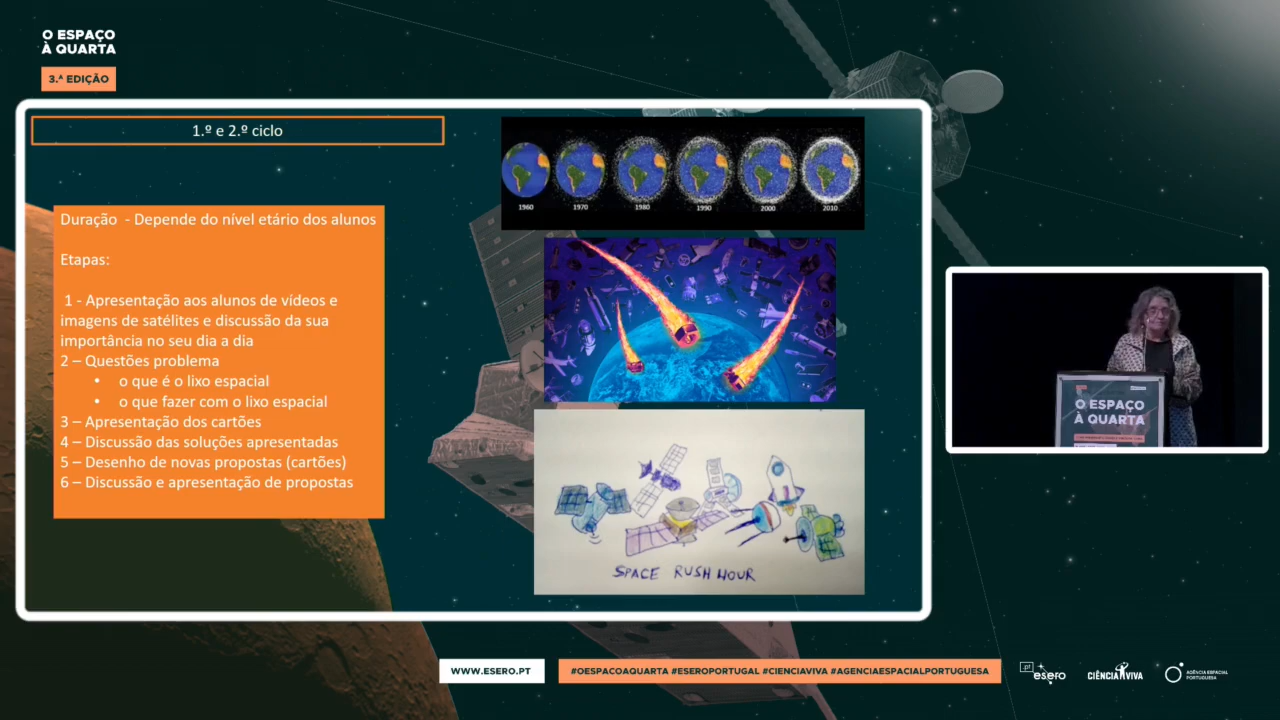 O ESPAÇO
À QUARTA
3.ª EDIÇÃO
1.º e 2.º ciclo
Duração - Depende do nível etário dos alunos
Etapas:
1 - Apresentação aos alunos de vídeos e
imagens de satélites e discussão da sua
importância no seu dia a dia
2 – Questões problema
• o que é o lixo espacial
• o que fazer com o lixo espacial
3 – Apresentação dos cartões
4 – Discussão das soluções apresentadas
5 – Desenho de novas propostas (cartões)
6 – Discussão e apresentação de propostas
1960 1970 1980 1990 2000 2010
SPACE RUSH HOUR
O ESPAÇO
À QUARTA
WWW.ESERO.PT
#OESPACOAQUARTA #ESEROPORTUGAL #CIENCIAVIVA #AGENCIAESPACIALPORTUGUESA
.pt
esero
CIÊNCIA VIVA
AGÊNCIA ESPACIAL
PORTUGUESA